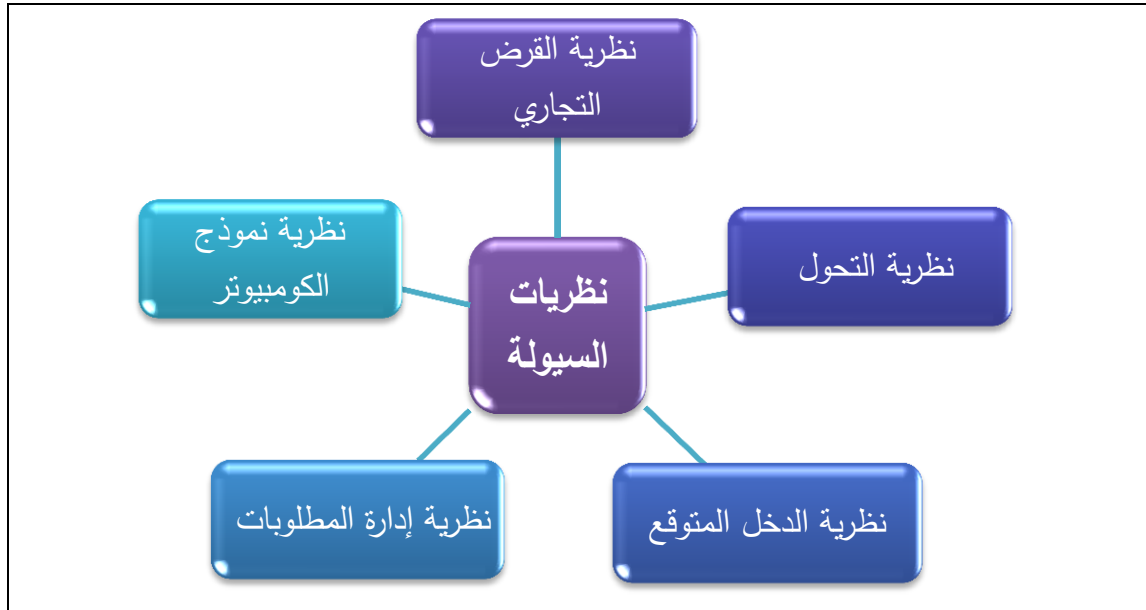 نظرية القرض
التجاري
نظرية نموذج
الكومبيوتر
نظرية التحول
نظريات
السيولة
نظرية إدارة المطلوبات
نظرية الدخل المتوقع